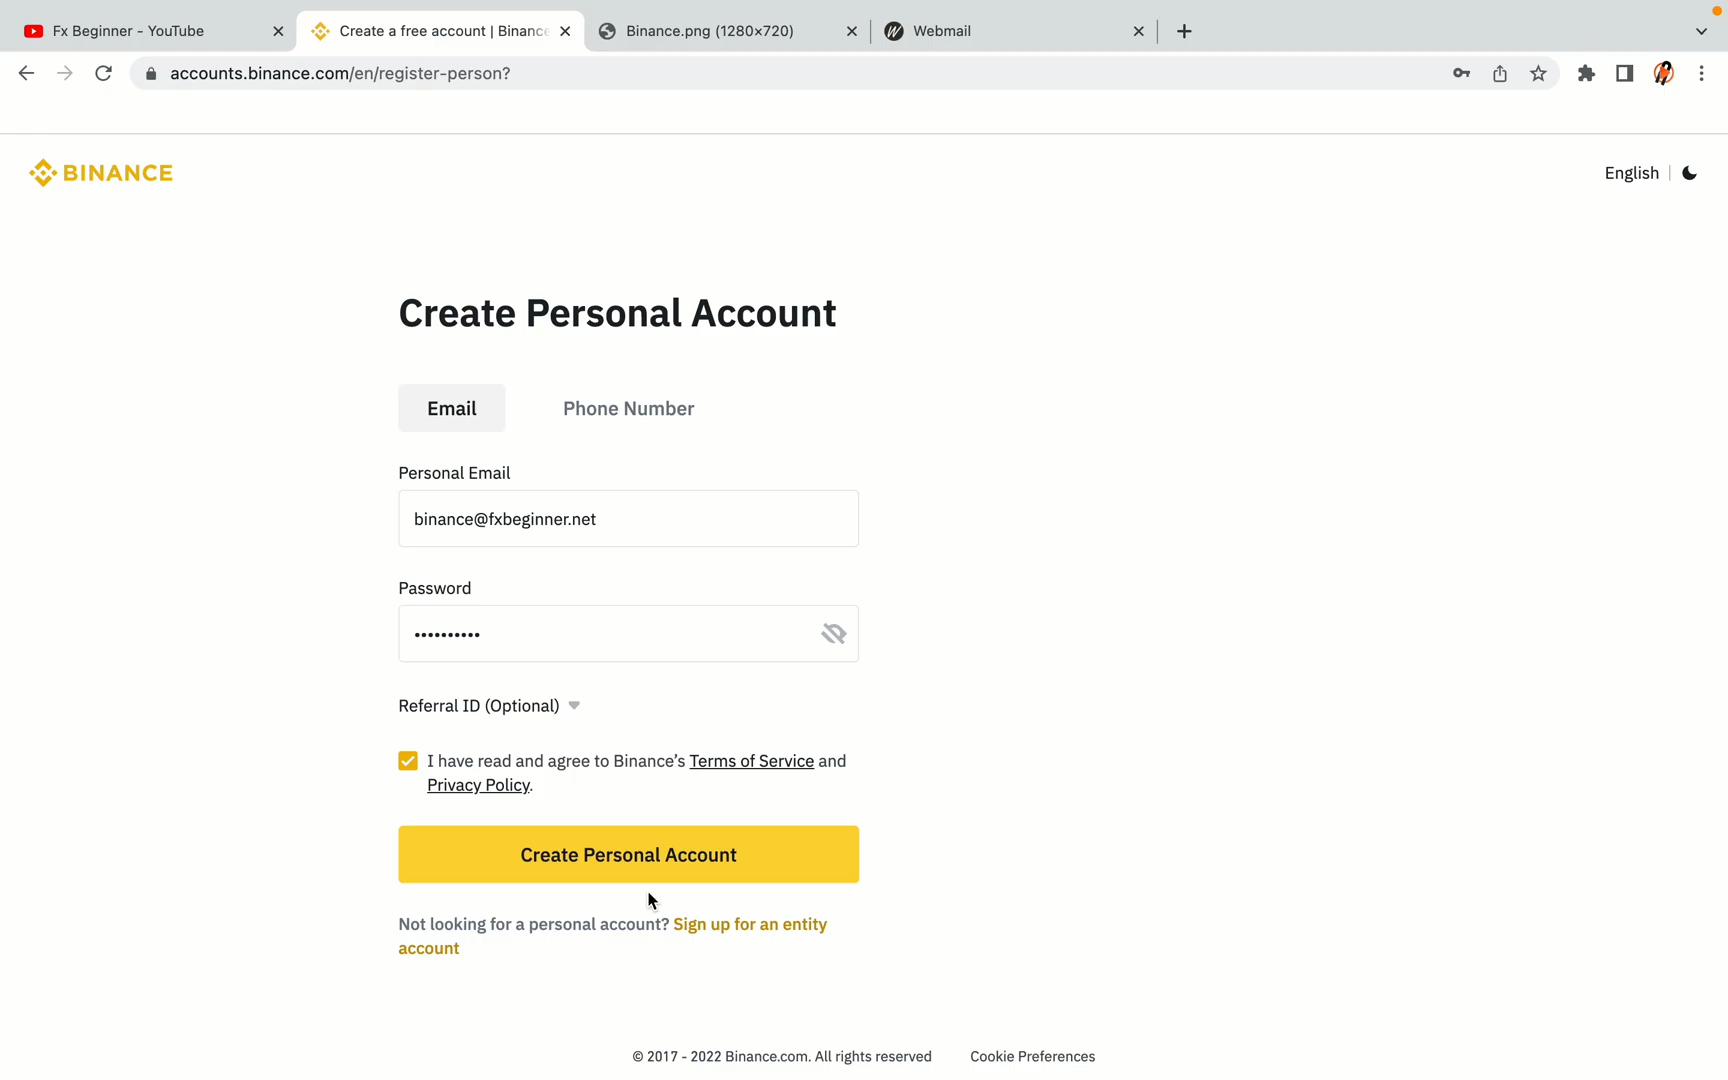 Fx Beginner - YouTube
Create a free account | Binance
Binance.png (1280×720)
Webmail
accounts.binance.com/en/register-person?
BINANCE
English
Create Personal Account
Email
Phone Number
Personal Email
binance@fxbeginner.net
Password
••••••••••
Referral ID (Optional)
I have read and agree to Binance’s Terms of Service and
Privacy Policy.
Create Personal Account
Not looking for a personal account? Sign up for an entity
account
© 2017 - 2022 Binance.com. All rights reserved
Cookie Preferences